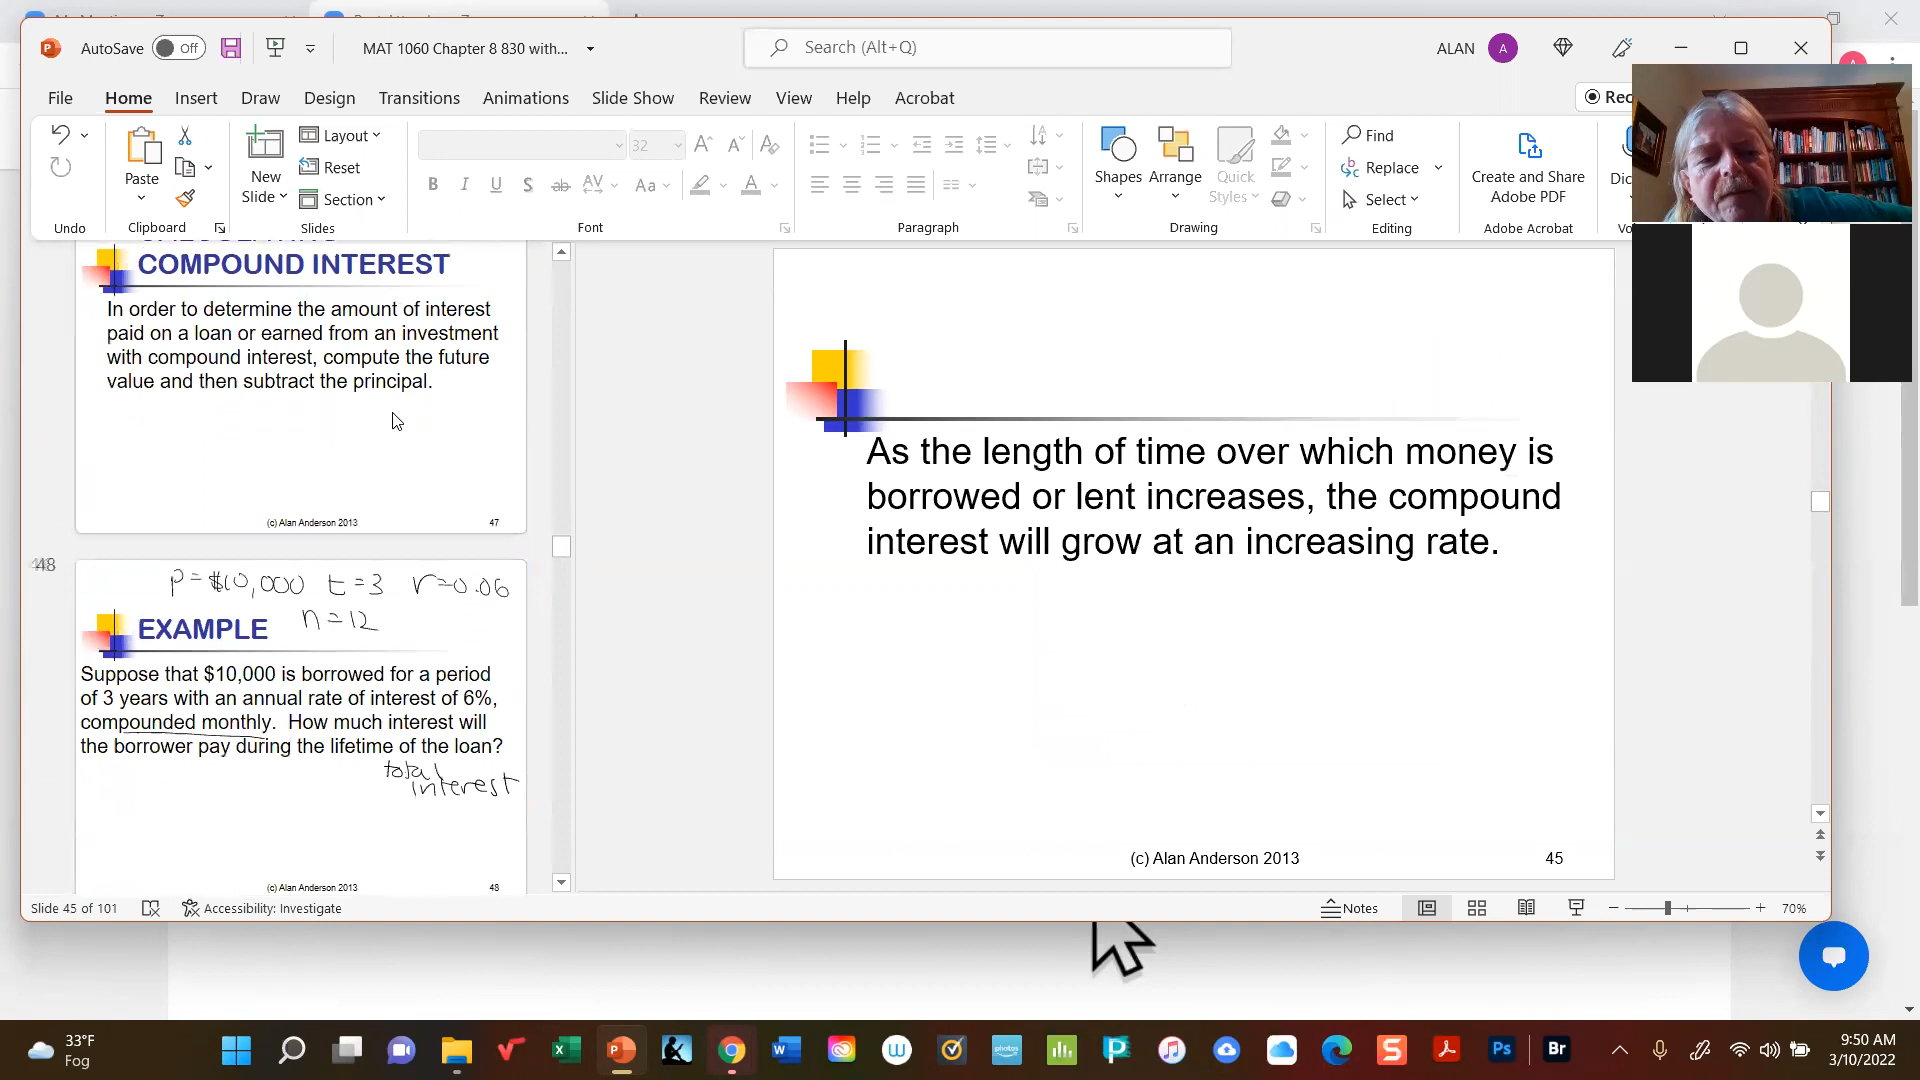 AutoSave Off
MAT 1060 Chapter 8 830 with...
Search (Alt+Q)
ALAN A
File Home Insert Draw Design Transitions Animations Slide Show Review View Help Acrobat
Rec
Undo
Paste
Clipboard
New Slide
Layout
Reset
Section
Slides
32
Font
Paragraph
Shapes
Arrange
Quick Styles
Drawing
Find
Replace
Select
Editing
Create and Share
Adobe PDF
Adobe Acrobat
Dic
Vo
COMPOUND INTEREST
In order to determine the amount of interest
paid on a loan or earned from an investment
with compound interest, compute the future
value and then subtract the principal.
(c) Alan Anderson 2013 47
48
P=$10,000 t=3 r=0.06
n=12
EXAMPLE
Suppose that $10,000 is borrowed for a period
of 3 years with an annual rate of interest of 6%,
compounded monthly. How much interest will
the borrower pay during the lifetime of the loan?
total
interest
(c) Alan Anderson 2013 48
As the length of time over which money is
borrowed or lent increases, the compound
interest will grow at an increasing rate.
(c) Alan Anderson 2013 45
Slide 45 of 101 Accessibility: Investigate
Notes
70%
33°F
Fog
9:50 AM
3/10/2022